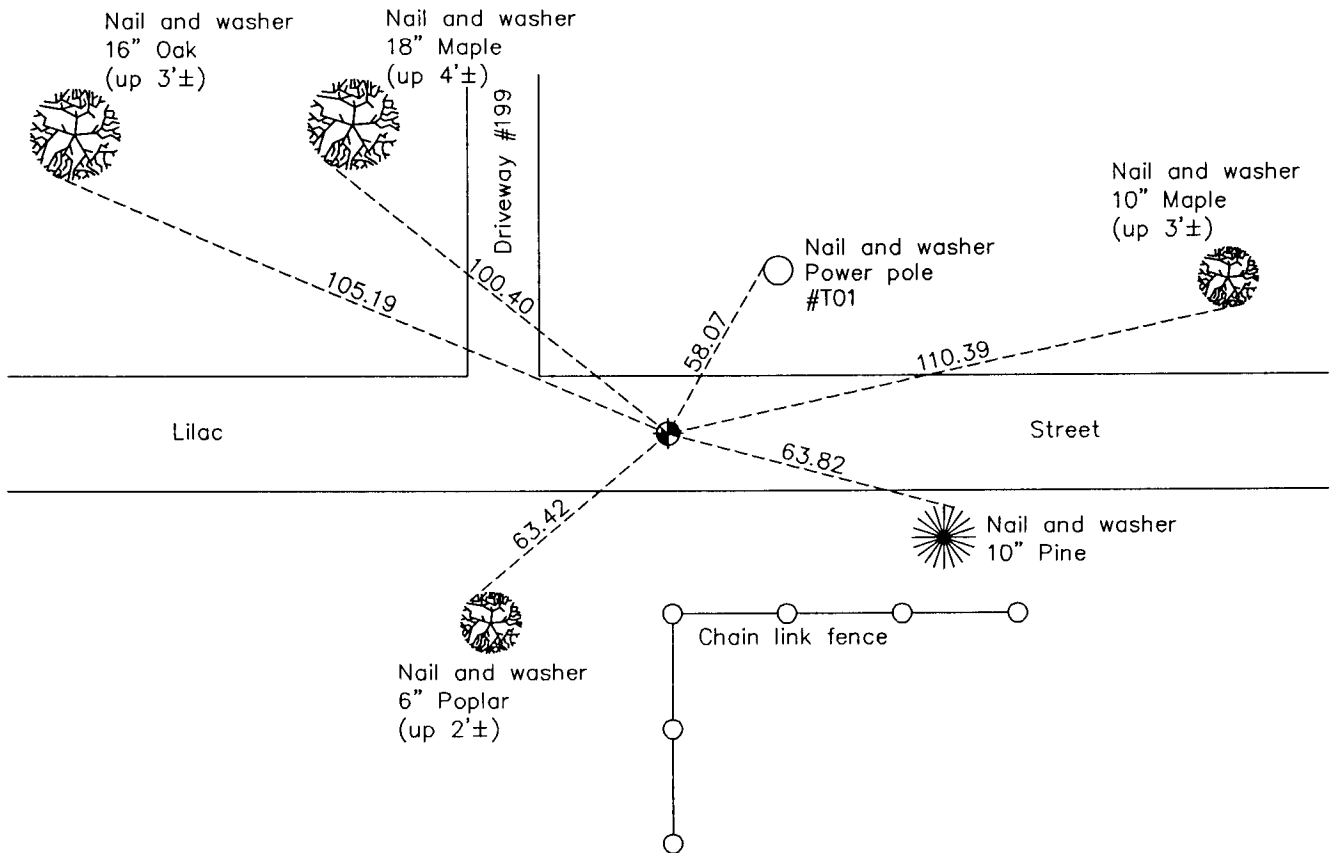 Nail and washer
16" Oak
(up 3'±)
Nail and washer
18" Maple
(up 4'±)
Driveway #199
Nail and washer
10" Maple
(up 3'±)
Nail and washer
Power pole
#T01
105.19
100.40
58.07
110.39
Lilac
Street
63.82
63.42
Nail and washer
10" Pine
Chain link fence
Nail and washer
6" Poplar
(up 2'±)